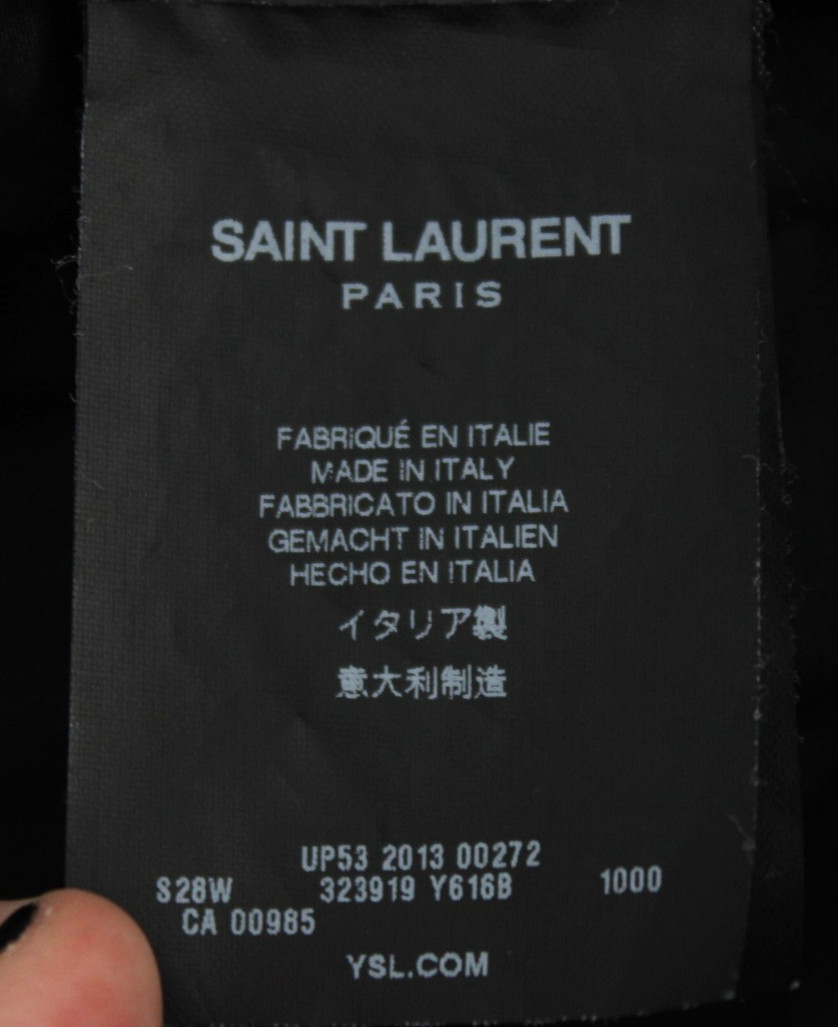 SAINT LAURENT
PARIS
FABRIQUÉ EN ITALIE
MADE IN ITALY
FABBRICATO IN ITALIA
GEMACHT IN ITALIEN
HECHO EN ITALIA
イタリア製
意大利制造
UP53 2013 00272
S28W 323919 Y616B 1000
CA 00985
YSL.COM